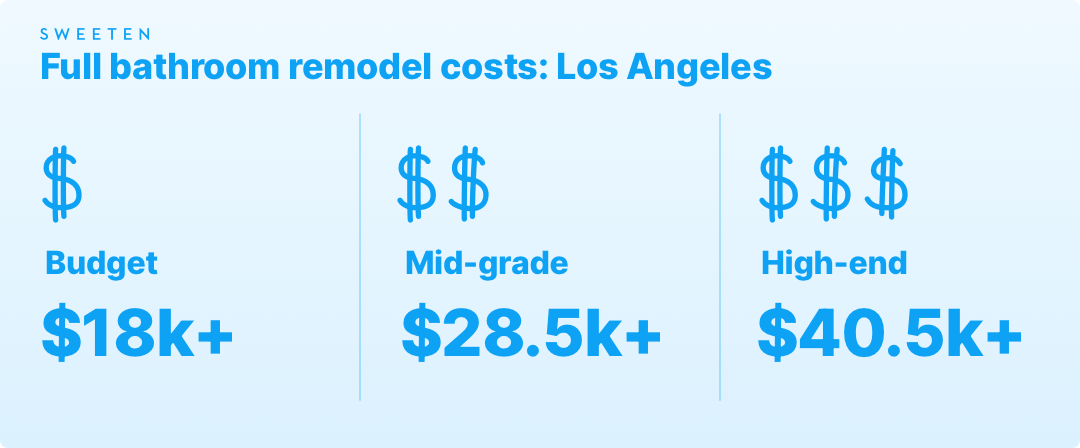 SWEETEN
Full bathroom remodel costs: Los Angeles
$
$$
$$$
Budget
Mid-grade
High-end
$18k+
$28.5k+
$40.5k+